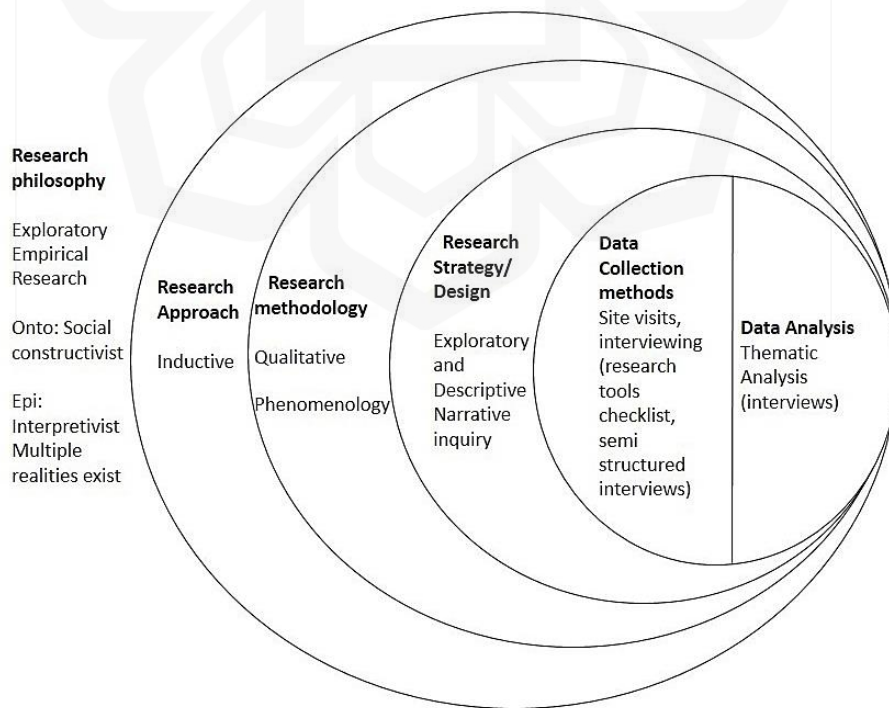 Research
philosophy
Exploratory
Empirical
Research
Onto: Social
constructivist
Epi:
Interpretivist
Multiple
realities exist
Research
Approach
Inductive
Research
methodology
Qualitative
Phenomenology
Research
Strategy/
Design
Exploratory
and
Descriptive
Narrative
inquiry
Data
Collection
methods
Site visits,
interviewing
(research
tools
checklist,
semi
structured
interviews)
Data Analysis
Thematic
Analysis
(interviews)